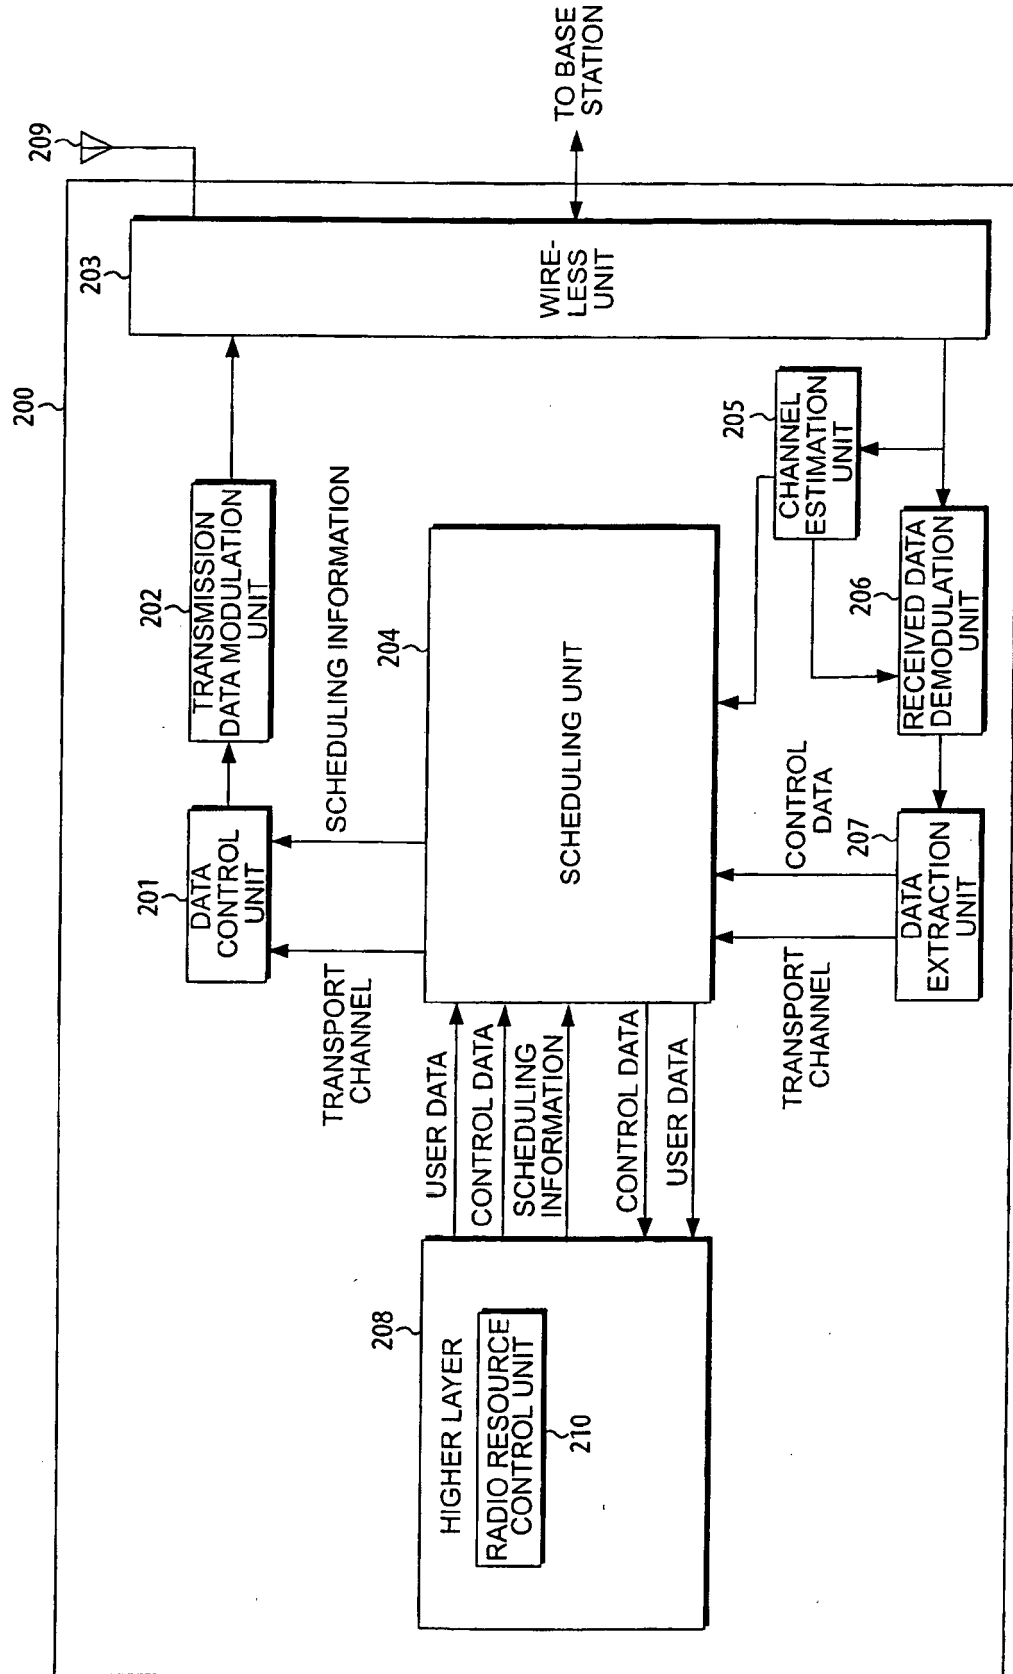 200
209
203
WIRE-
LESS
UNIT
TO BASE
STATION
202
TRANSMISSION
DATA MODULATION
UNIT
201
DATA
CONTROL
UNIT
TRANSPORT
CHANNEL
SCHEDULING INFORMATION
204
SCHEDULING UNIT
205
CHANNEL
ESTIMATION
UNIT
206
RECEIVED DATA
DEMODULATION
UNIT
207
DATA
EXTRACTION
UNIT
CONTROL
DATA
TRANSPORT
CHANNEL
USER DATA
CONTROL DATA
SCHEDULING
INFORMATION
CONTROL DATA
USER DATA
208
HIGHER LAYER
RADIO RESOURCE
CONTROL UNIT
210